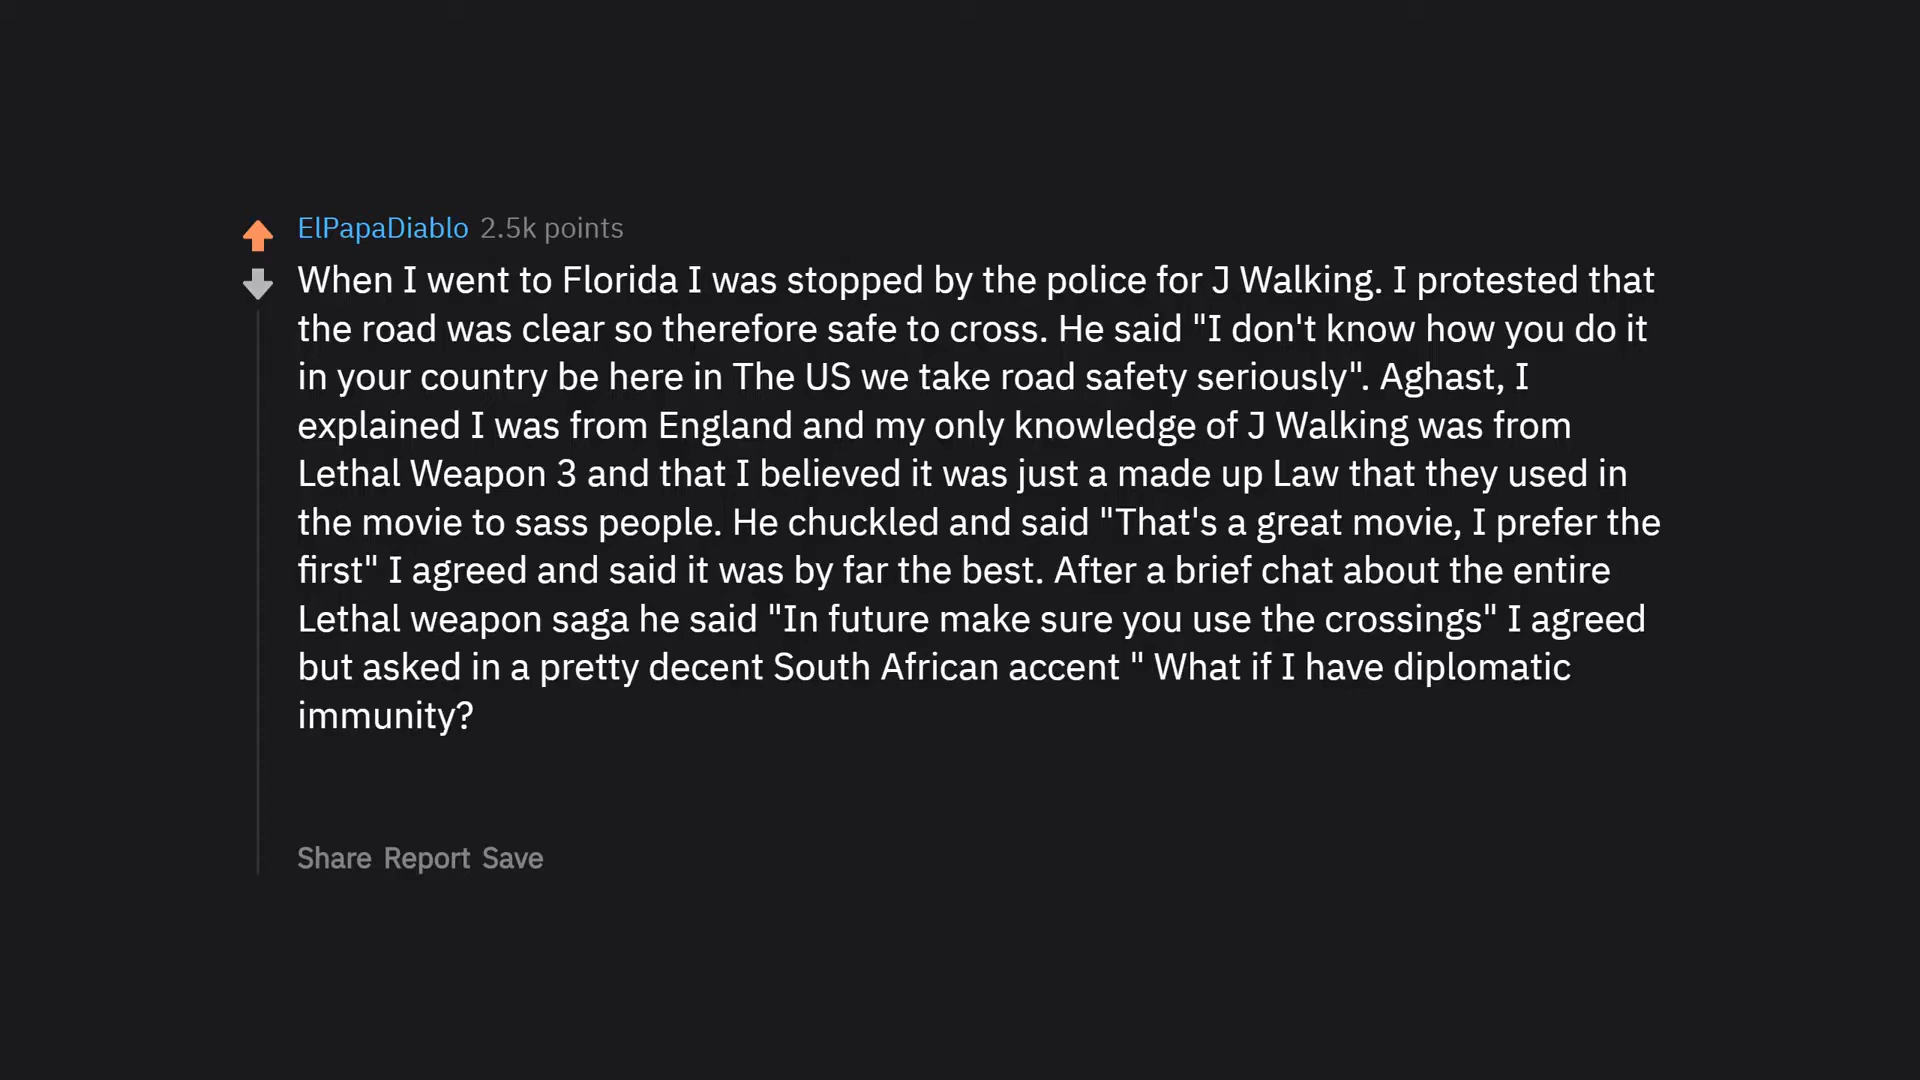 ElPapaDiablo 2.5k points
When I went to Florida I was stopped by the police for J Walking. I protested that
the road was clear so therefore safe to cross. He said "I don't know how you do it
in your country be here in The US we take road safety seriously". Aghast, I
explained I was from England and my only knowledge of J Walking was from
Lethal Weapon 3 and that I believed it was just a made up Law that they used in
the movie to sass people. He chuckled and said "That's a great movie, I prefer the
first" I agreed and said it was by far the best. After a brief chat about the entire
Lethal weapon saga he said "In future make sure you use the crossings" I agreed
but asked in a pretty decent South African accent " What if I have diplomatic
immunity?
Share Report Save